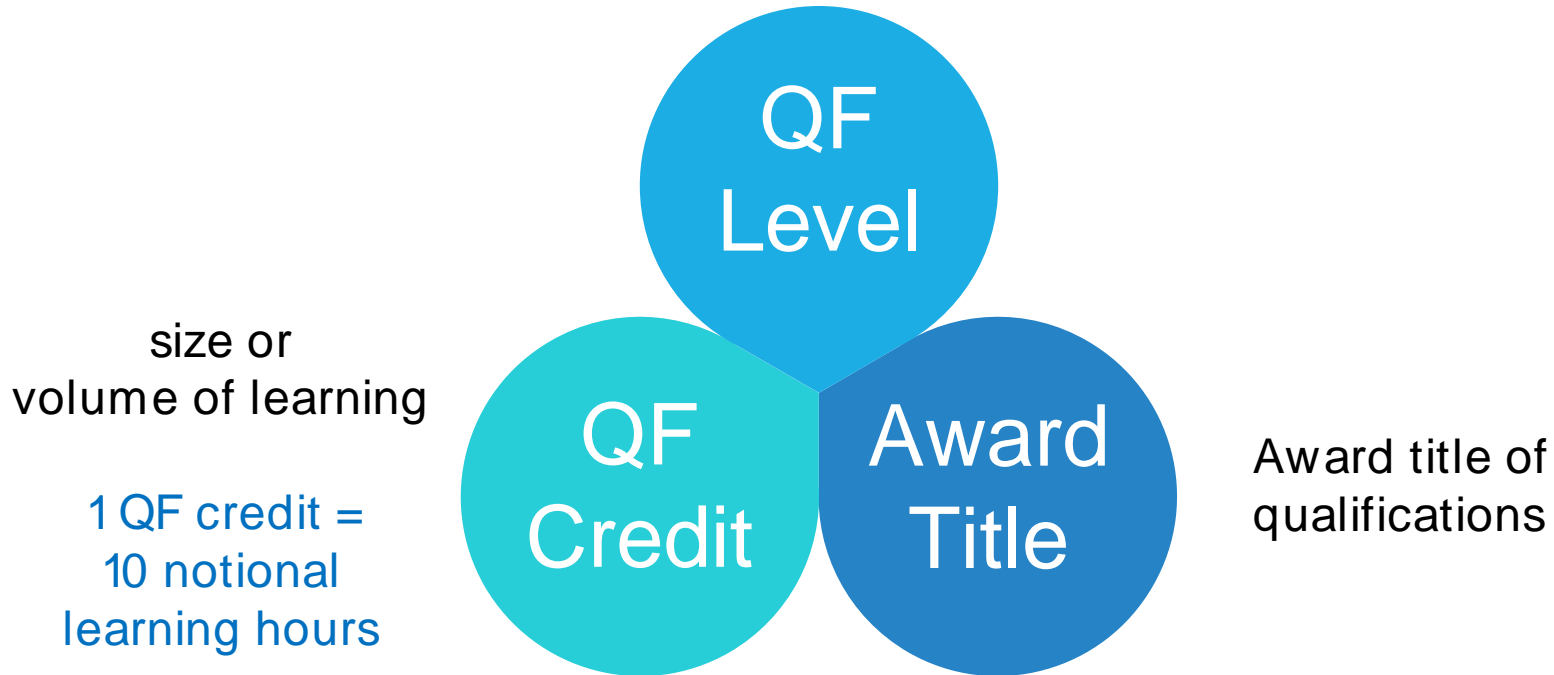 QF
Level
size or
volume of learning
1 QF credit =
10 notional
learning hours
QF
Credit
Award
Title
Award title of
qualifications